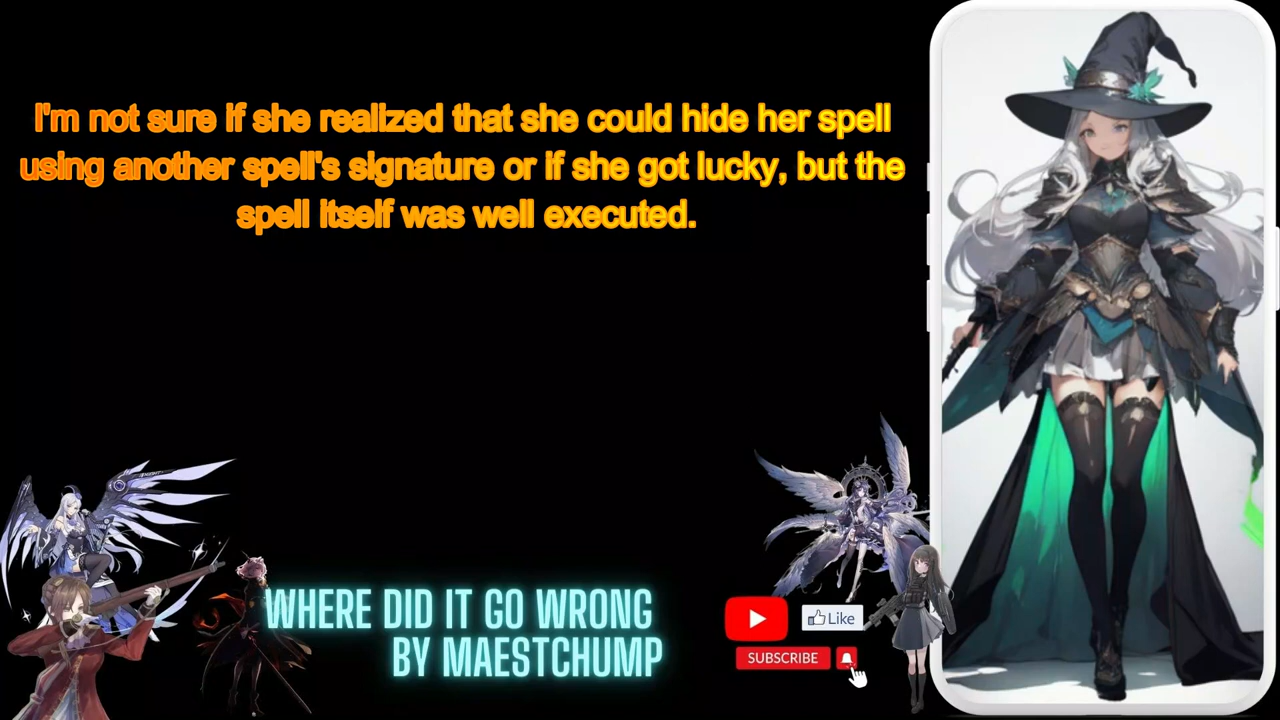 I'm not sure if she realized that she could hide her spell
using another spell's signature or if she got lucky, but the
spell itself was well executed.
WHERE DID IT GO WRONG
BY MAESTCHUMP
Like
SUBSCRIBE